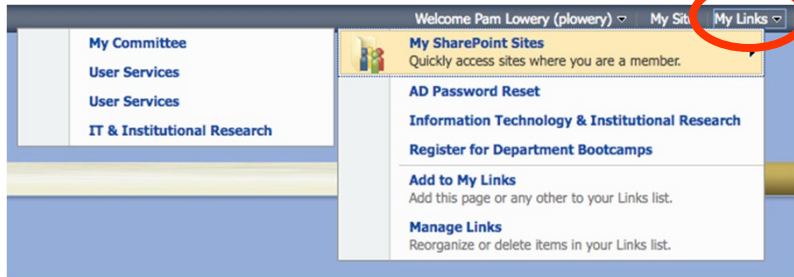 Welcome Pam Lowery (plowery)
My Sit
My Links
My Committee
User Services
User Services
IT & Institutional Research
My SharePoint Sites
Quickly access sites where you are a member.
AD Password Reset
Information Technology & Institutional Research
Register for Department Bootcamps
Add to My Links
Add this page or any other to your Links list.
Manage Links
Reorganize or delete items in your Links list.